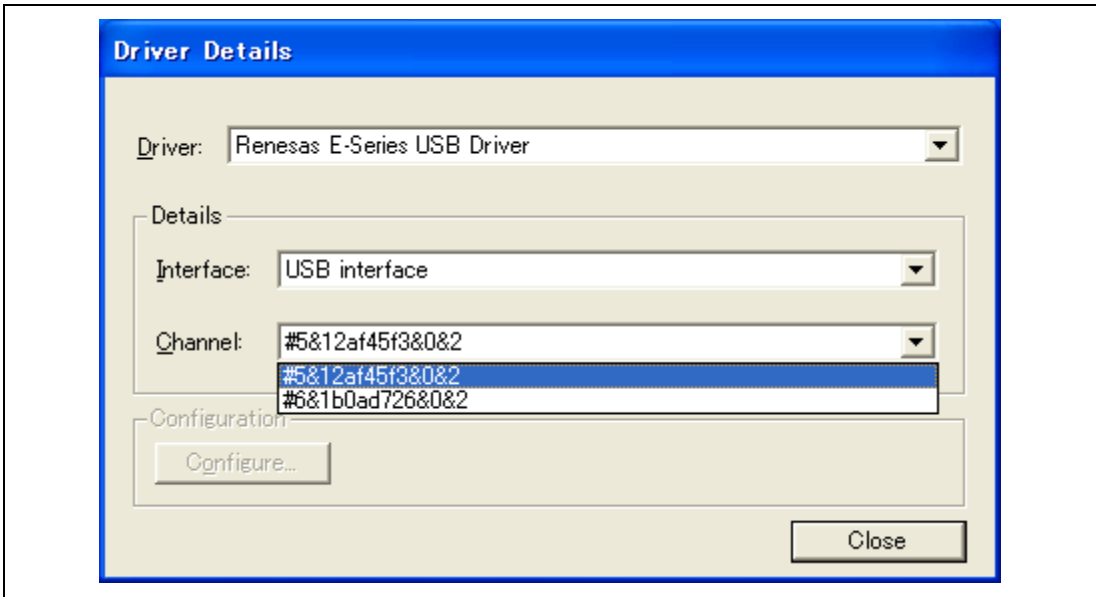 Driver Details
Driver: Renesas E-Series USB Driver
Details
Interface: USB interface
Channel: #5&12af45f3&0&2
#5&12af45f3&0&2
#6&1b0ad726&0&2
Configuration
Configure...
Close